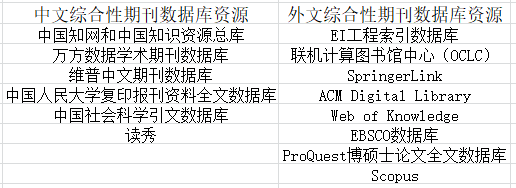 中文综合性期刊数据库资源 外文综合性期刊数据库资源
中国知网和中国知识资源总库 EI工程索引数据库
万方数据学术期刊数据库 联机计算图书馆中心（OCLC）
维普中文期刊数据库 SpringerLink
中国人民大学复印报刊资料全文数据库 ACM Digital Library
中国社会科学引文数据库 Web of Knowledge
读秀 EBSCO数据库
ProQuest博硕士论文全文数据库
Scopus